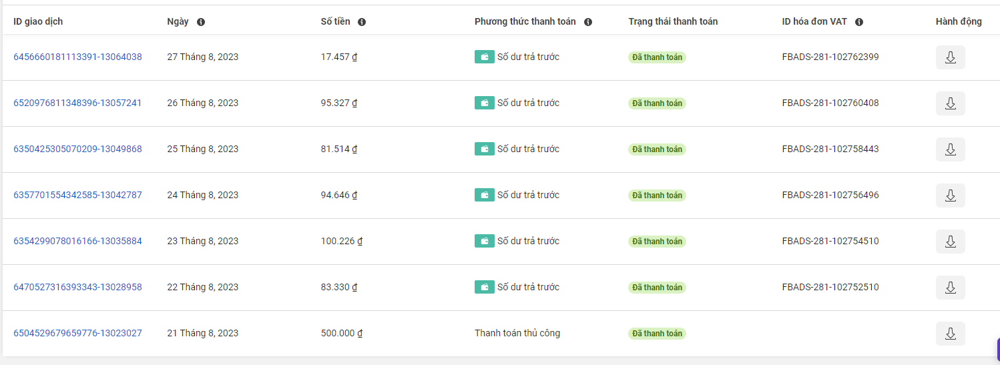 ID giao dịch Ngày Số tiền Phương thức thanh toán Trạng thái thanh toán ID hóa đơn VAT Hành động
6456660181113391-13064038 27 Tháng 8, 2023 17.457 ₫ Số dư trả trước Đã thanh toán FBADS-281-102762399
6520976811348396-13057241 26 Tháng 8, 2023 95.327 ₫ Số dư trả trước Đã thanh toán FBADS-281-102760408
6350425305070209-13049868 25 Tháng 8, 2023 81.514 ₫ Số dư trả trước Đã thanh toán FBADS-281-102758443
6357701554342585-13042787 24 Tháng 8, 2023 94.646 ₫ Số dư trả trước Đã thanh toán FBADS-281-102756496
6354299078016166-13035884 23 Tháng 8, 2023 100.226 ₫ Số dư trả trước Đã thanh toán FBADS-281-102754510
6470527316393343-13028958 22 Tháng 8, 2023 83.330 ₫ Số dư trả trước Đã thanh toán FBADS-281-102752510
6504529679659776-13023027 21 Tháng 8, 2023 500.000 ₫ Thanh toán thủ công Đã thanh toán